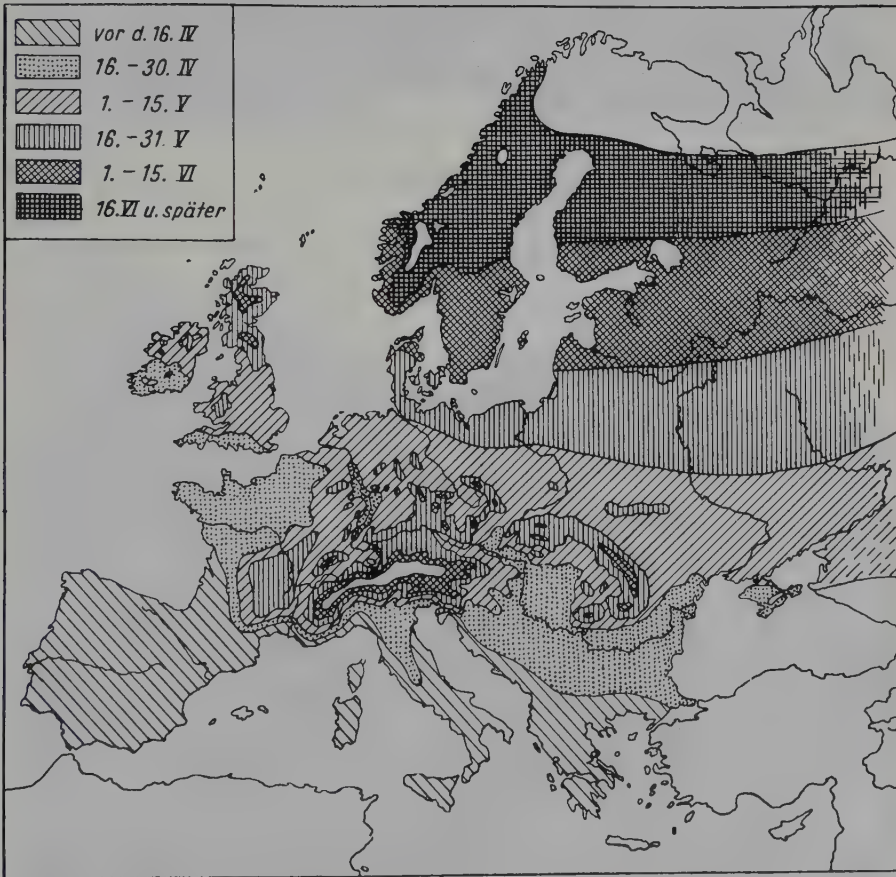 vor d. 16. IV
16. – 30. IV
1. – 15. V
16. – 31. V
1. – 15. VI
16. VI u. später